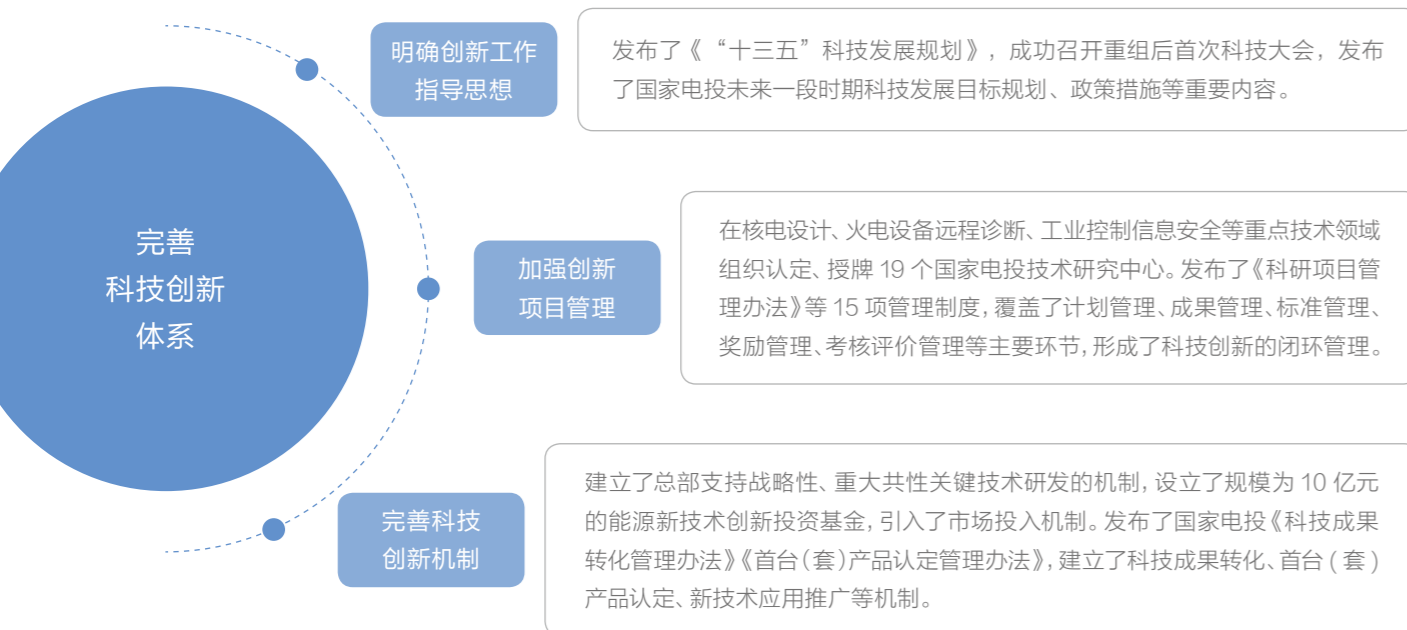 完善
科技创新
体系
明确创新工作
指导思想
发布了《“十三五”科技发展规划》，成功召开重组后首次科技大会，发布
了国家电投未来一段时期科技发展目标规划、政策措施等重要内容。
加强创新
项目管理
在核电设计、火电设备远程诊断、工业控制信息安全等重点技术领域
组织认定、授牌 19 个国家电投技术研究中心。发布了《科研项目管
理办法》等 15 项管理制度，覆盖了计划管理、成果管理、标准管理、
奖励管理、考核评价管理等主要环节，形成了科技创新的闭环管理。
完善科技
创新机制
建立了总部支持战略性、重大共性关键技术研发的机制，设立了规模为 10 亿元
的能源新技术创新投资基金，引入了市场投入机制。发布了国家电投《科技成果
转化管理办法》《首台（套）产品认定管理办法》，建立了科技成果转化、首台 ( 套 )
产品认定、新技术应用推广等机制。